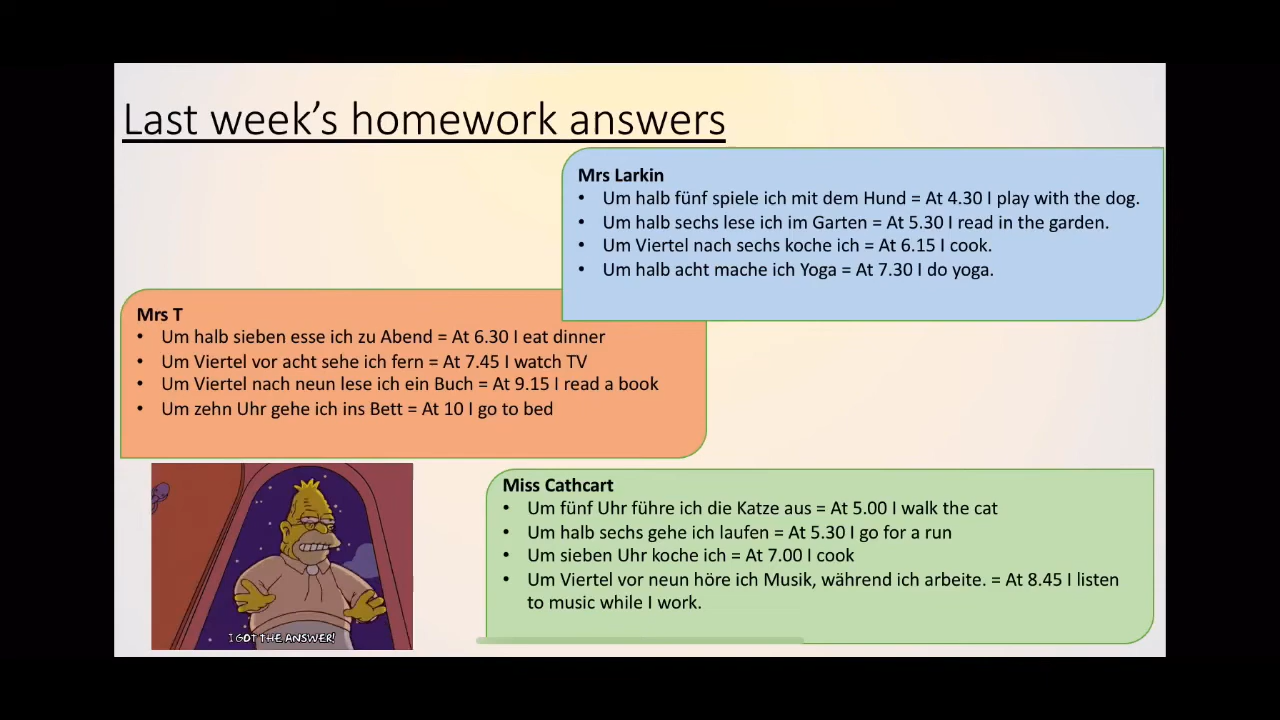 Last week's homework answers
Mrs Larkin
• Um halb fünf spiele ich mit dem Hund = At 4.30 I play with the dog.
• Um halb sechs lese ich im Garten = At 5.30 I read in the garden.
• Um Viertel nach sechs koche ich = At 6.15 I cook.
• Um halb acht mache ich Yoga = At 7.30 I do yoga.
Mrs T
• Um halb sieben esse ich zu Abend = At 6.30 I eat dinner
• Um Viertel vor acht sehe ich fern = At 7.45 I watch TV
• Um Viertel nach neun lese ich ein Buch = At 9.15 I read a book
• Um zehn Uhr gehe ich ins Bett = At 10 I go to bed
I GOT THE ANSWER!
Miss Cathcart
• Um fünf Uhr führe ich die Katze aus = At 5.00 I walk the cat
• Um halb sechs gehe ich laufen = At 5.30 I go for a run
• Um sieben Uhr koche ich = At 7.00 I cook
• Um Viertel vor neun höre ich Musik, während ich arbeite. = At 8.45 I listen
to music while I work.